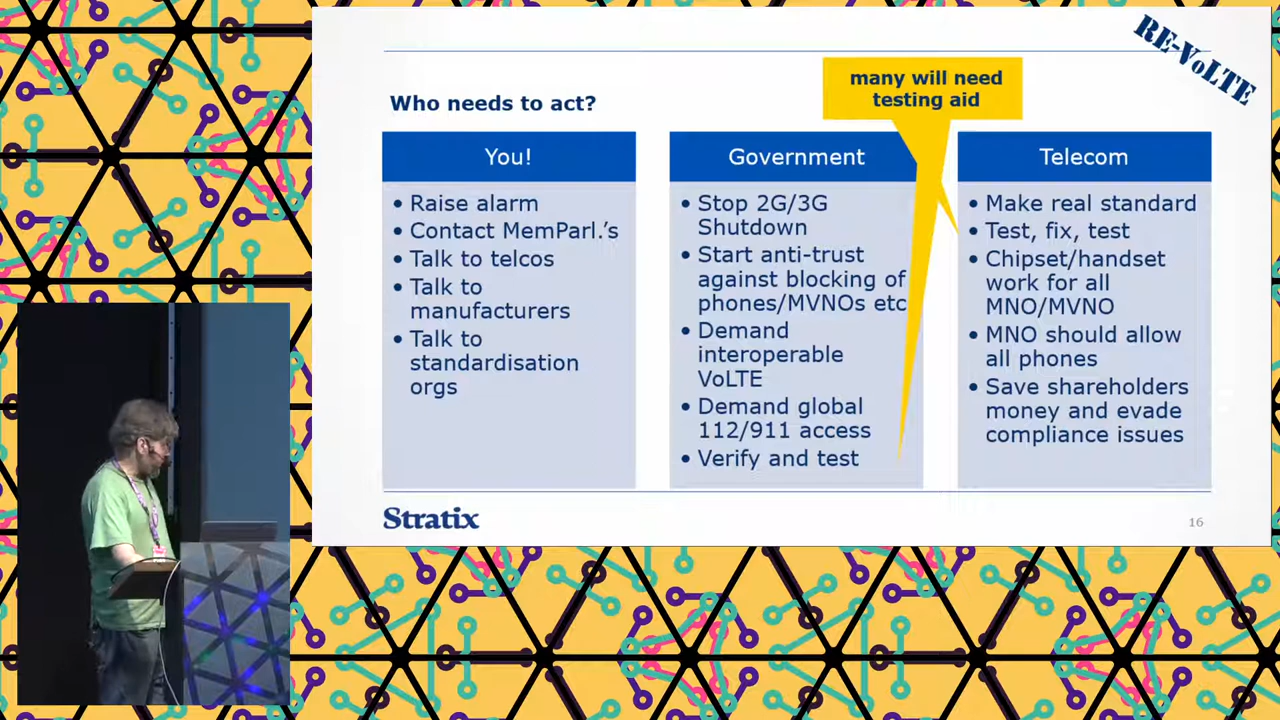 RE-VoLTE
many will need
testing aid
Who needs to act?
You!
• Raise alarm
• Contact MemParl.’s
• Talk to telcos
• Talk to
manufacturers
• Talk to
standardisation
orgs
Government
• Stop 2G/3G
Shutdown
• Start anti-trust
against blocking of
phones/MVNOs etc
• Demand
interoperable
VoLTE
• Demand global
112/911 access
• Verify and test
Telecom
• Make real standard
• Test, fix, test
• Chipset/handset
work for all
MNO/MVNO
• MNO should allow
all phones
• Save shareholders
money and evade
compliance issues
Stratix
16